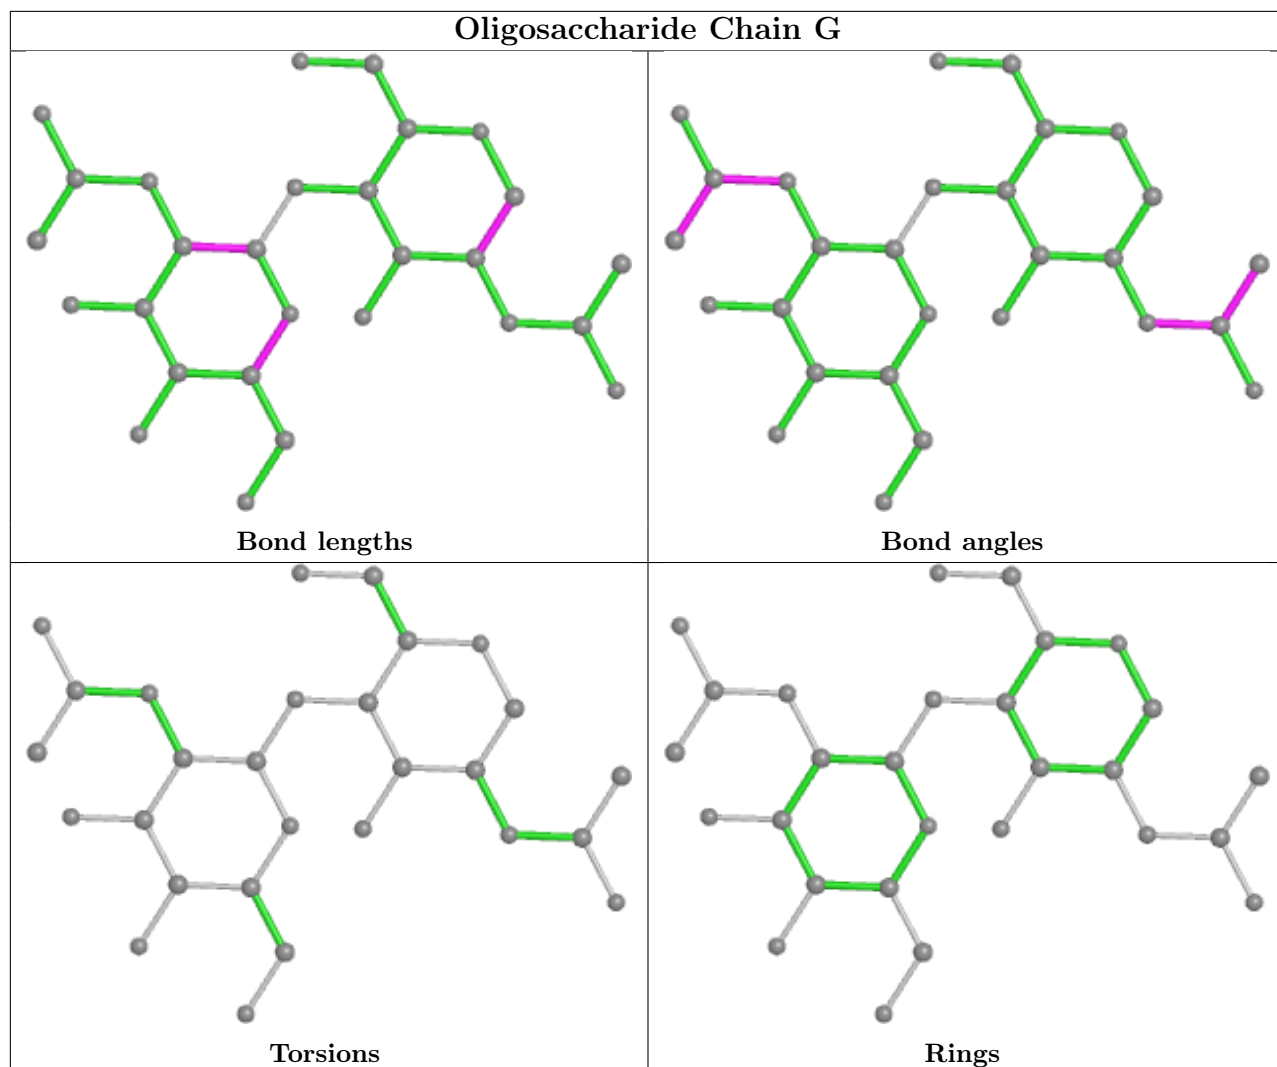 Oligosaccharide Chain G
Bond lengths
Bond angles
Torsions
Rings